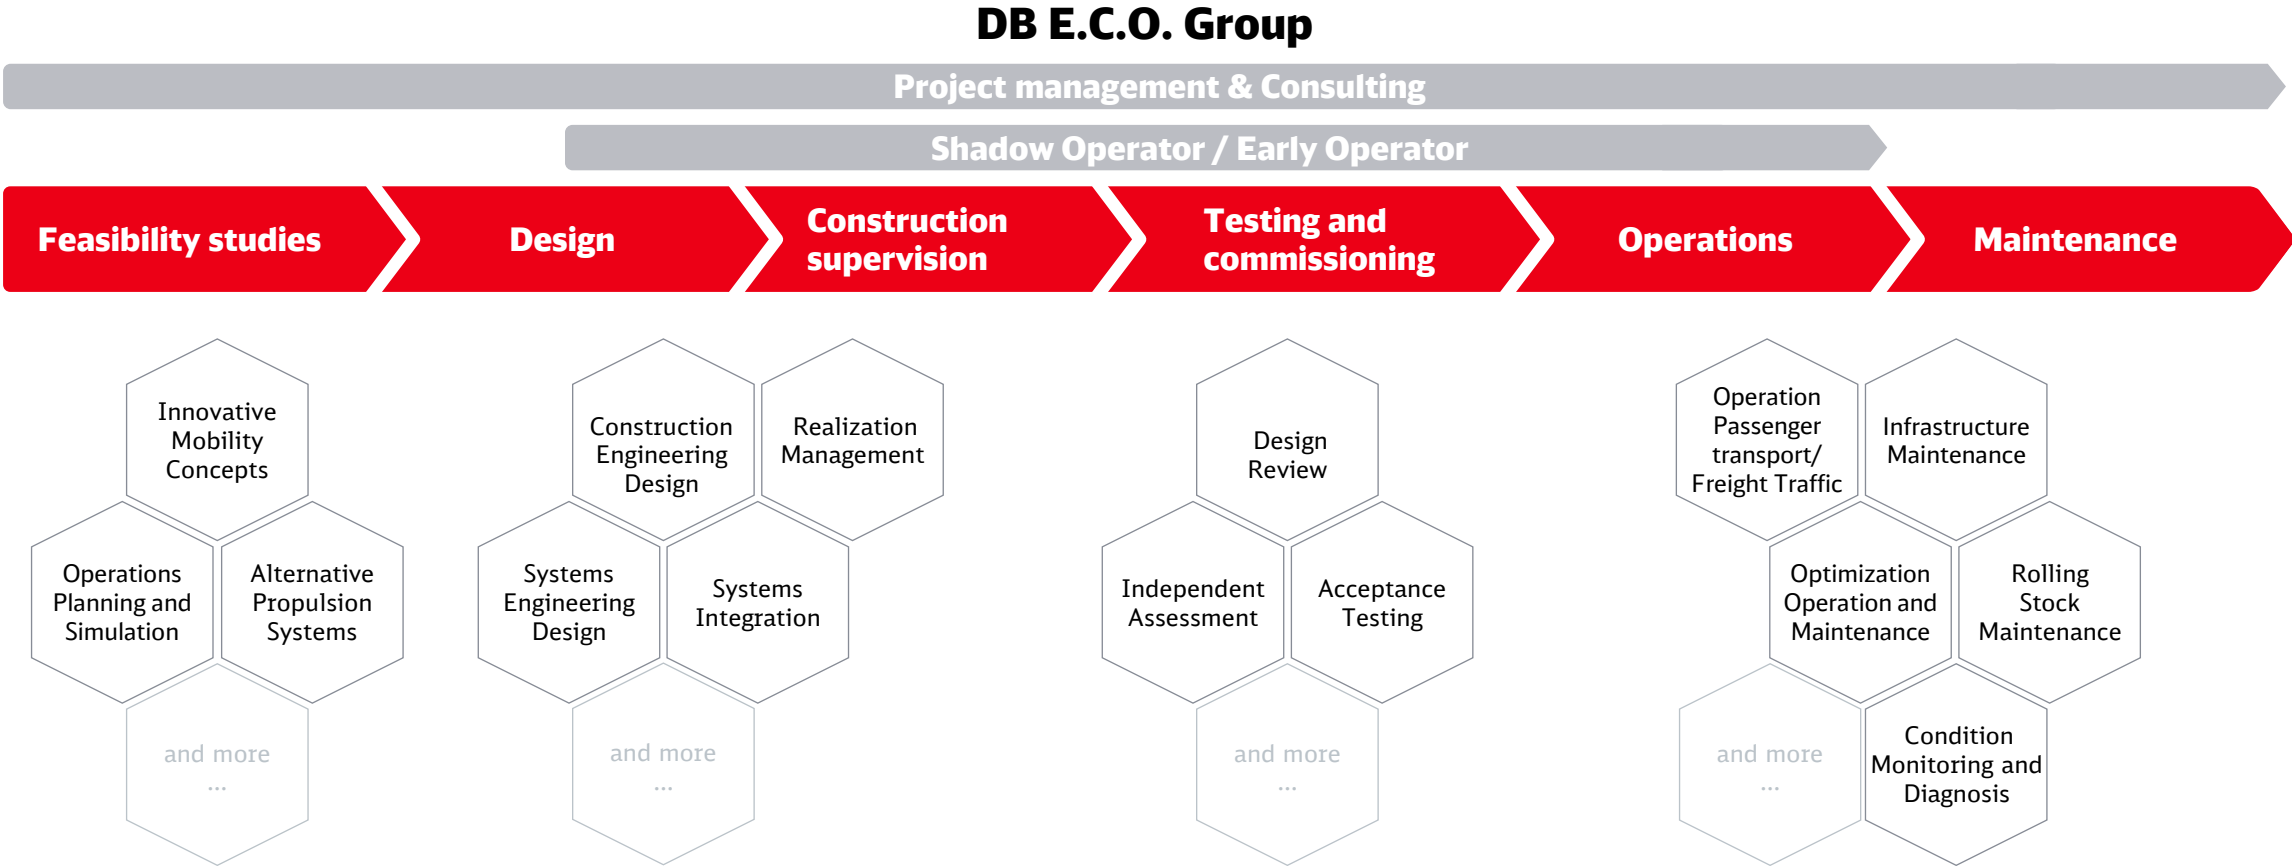 DB E.C.O. Group
Project management & Consulting
Shadow Operator / Early Operator
Feasibility studies
Design
Construction
supervision
Testing and
commissioning
Operations
Maintenance
Innovative
Mobility
Concepts
Operations
Planning and
Simulation
Alternative
Propulsion
Systems
and more
...
Construction
Engineering
Design
Realization
Management
Systems
Engineering
Design
Systems
Integration
and more
...
Design
Review
Independent
Assessment
Acceptance
Testing
and more
...
Operation
Passenger
transport/
Freight Traffic
Infrastructure
Maintenance
Optimization
Operation and
Maintenance
Rolling
Stock
Maintenance
and more
...
Condition
Monitoring and
Diagnosis